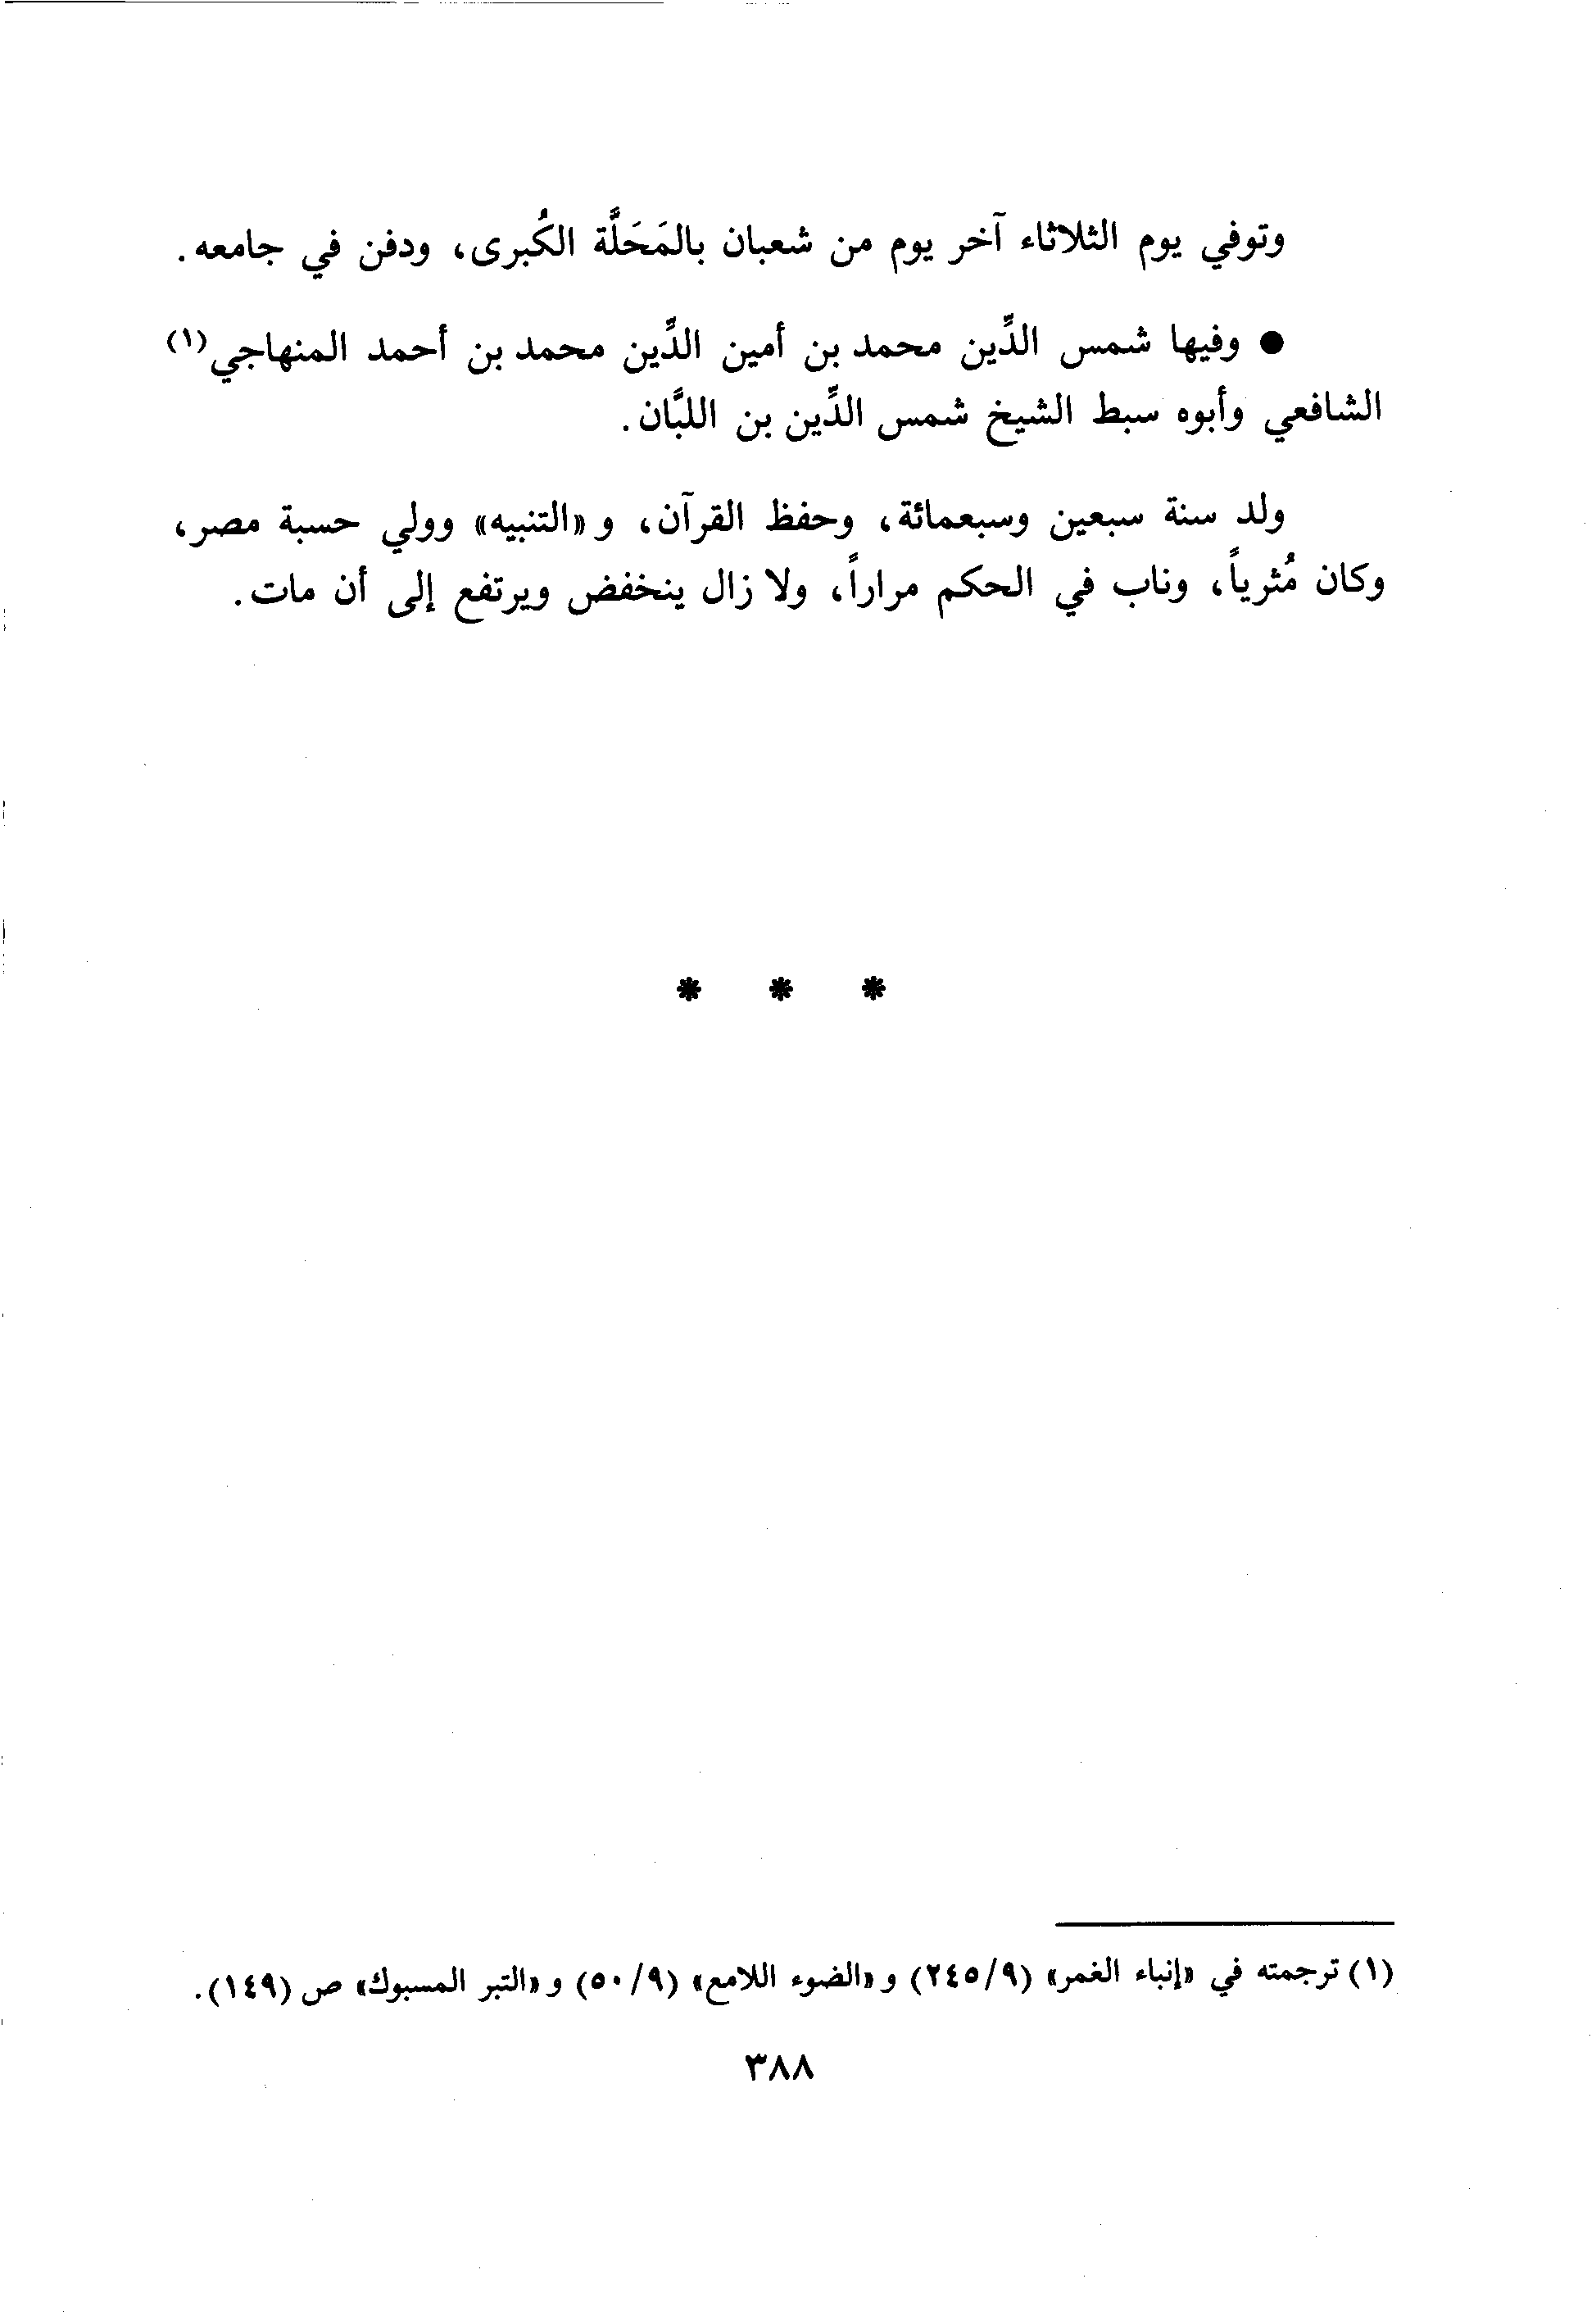 وتوفي يوم الثلاثاء آخر يوم من شعبان بالمَحَلَّة الكُبرى، ودفن في جامعه.
● وفيها شمس الدِّين محمد بن أمين الدِّين محمد بن أحمد المنهاجي(١)
الشافعي وأبوه سبط الشيخ شمس الدِّين بن اللبَّان.
ولد سنة سبعين وسبعمائة، وحفظ القرآن، و«التنبيه» وولي حسبة مصر،
وكان مُثرياً، وناب في الحكم مراراً، ولا زال ينخفض ويرتفع إلى أن مات.
* * *
(١) ترجمته في «إنباء الغمر» (٢٤٥/٩) و«الضوء اللامع» (٥٠/٩) و«التبر المسبوك» ص (١٤٩).
٣٨٨